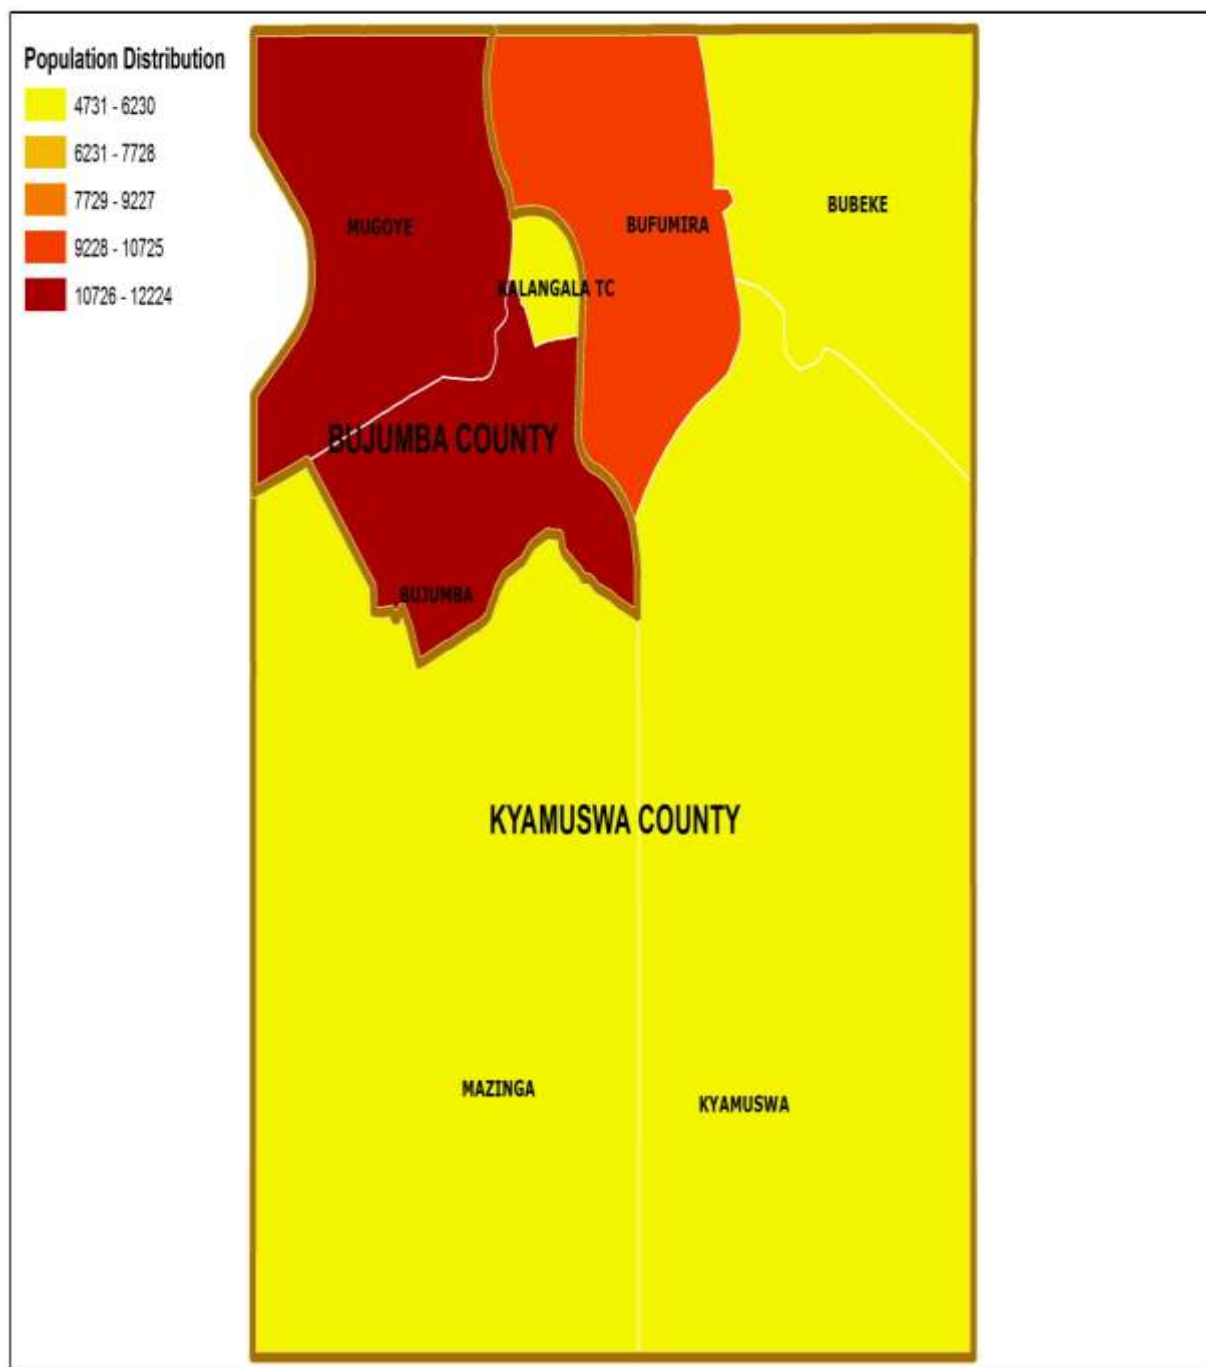 Population Distribution
4731 - 6230
6231 - 7728
7729 - 9227
9228 - 10725
10726 - 12224
MUGOYE
BUFUMIRA
BUBEKE
KALANGALA TC
BUJUMBA COUNTY
BUJUMBA
KYAMUSWA COUNTY
MAZINGA
KYAMUSWA